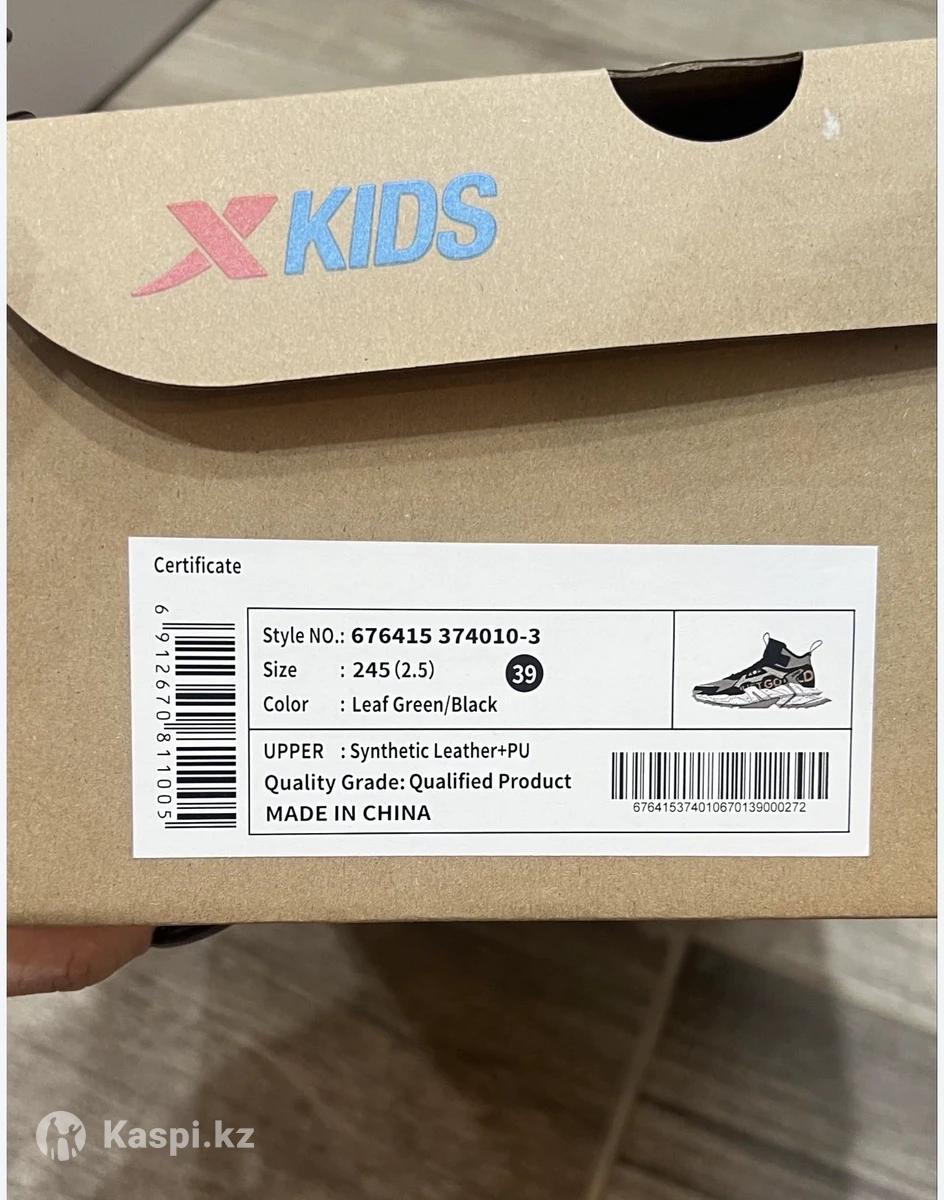 X KIDS
Certificate
6 912670 811005
Style NO.: 676415 374010-3
Size : 245 (2.5) 39
Color : Leaf Green/Black
UPPER : Synthetic Leather+PU
Quality Grade: Qualified Product
MADE IN CHINA
676415374010670139000272
Kaspi.kz